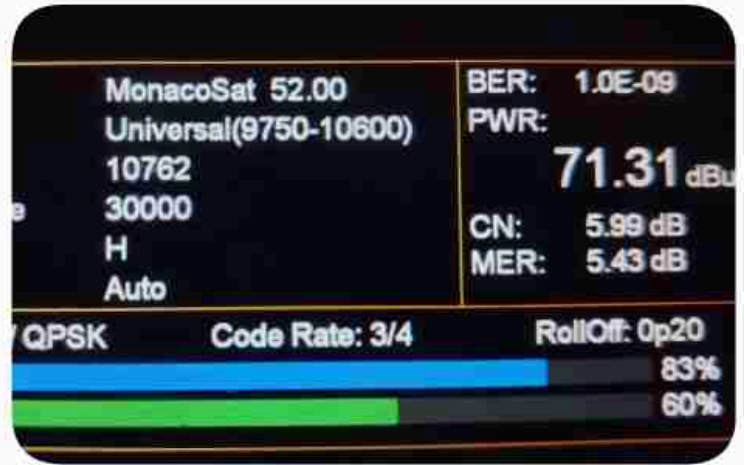 MonacoSat 52.00
Universal(9750-10600)
10762
e 30000
H
Auto
BER: 1.0E-09
PWR:
71.31 dBu
CN: 5.99 dB
MER: 5.43 dB
/ QPSK Code Rate: 3/4 RollOff: 0p20
83%
60%